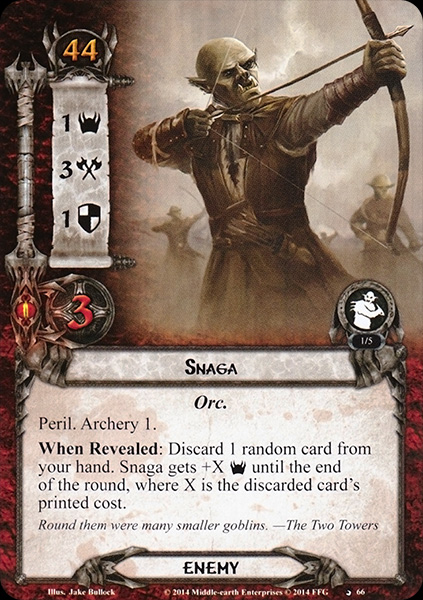 44
1
3
1
3
1/5
Snaga
Orc.
Peril. Archery 1.
When Revealed: Discard 1 random card from
your hand. Snaga gets +X until the end
of the round, where X is the discarded card's
printed cost.
Round them were many smaller goblins. —The Two Towers
ENEMY
Illus. Jake Bullock © 2014 Middle-earth Enterprises © 2014 FFG 66